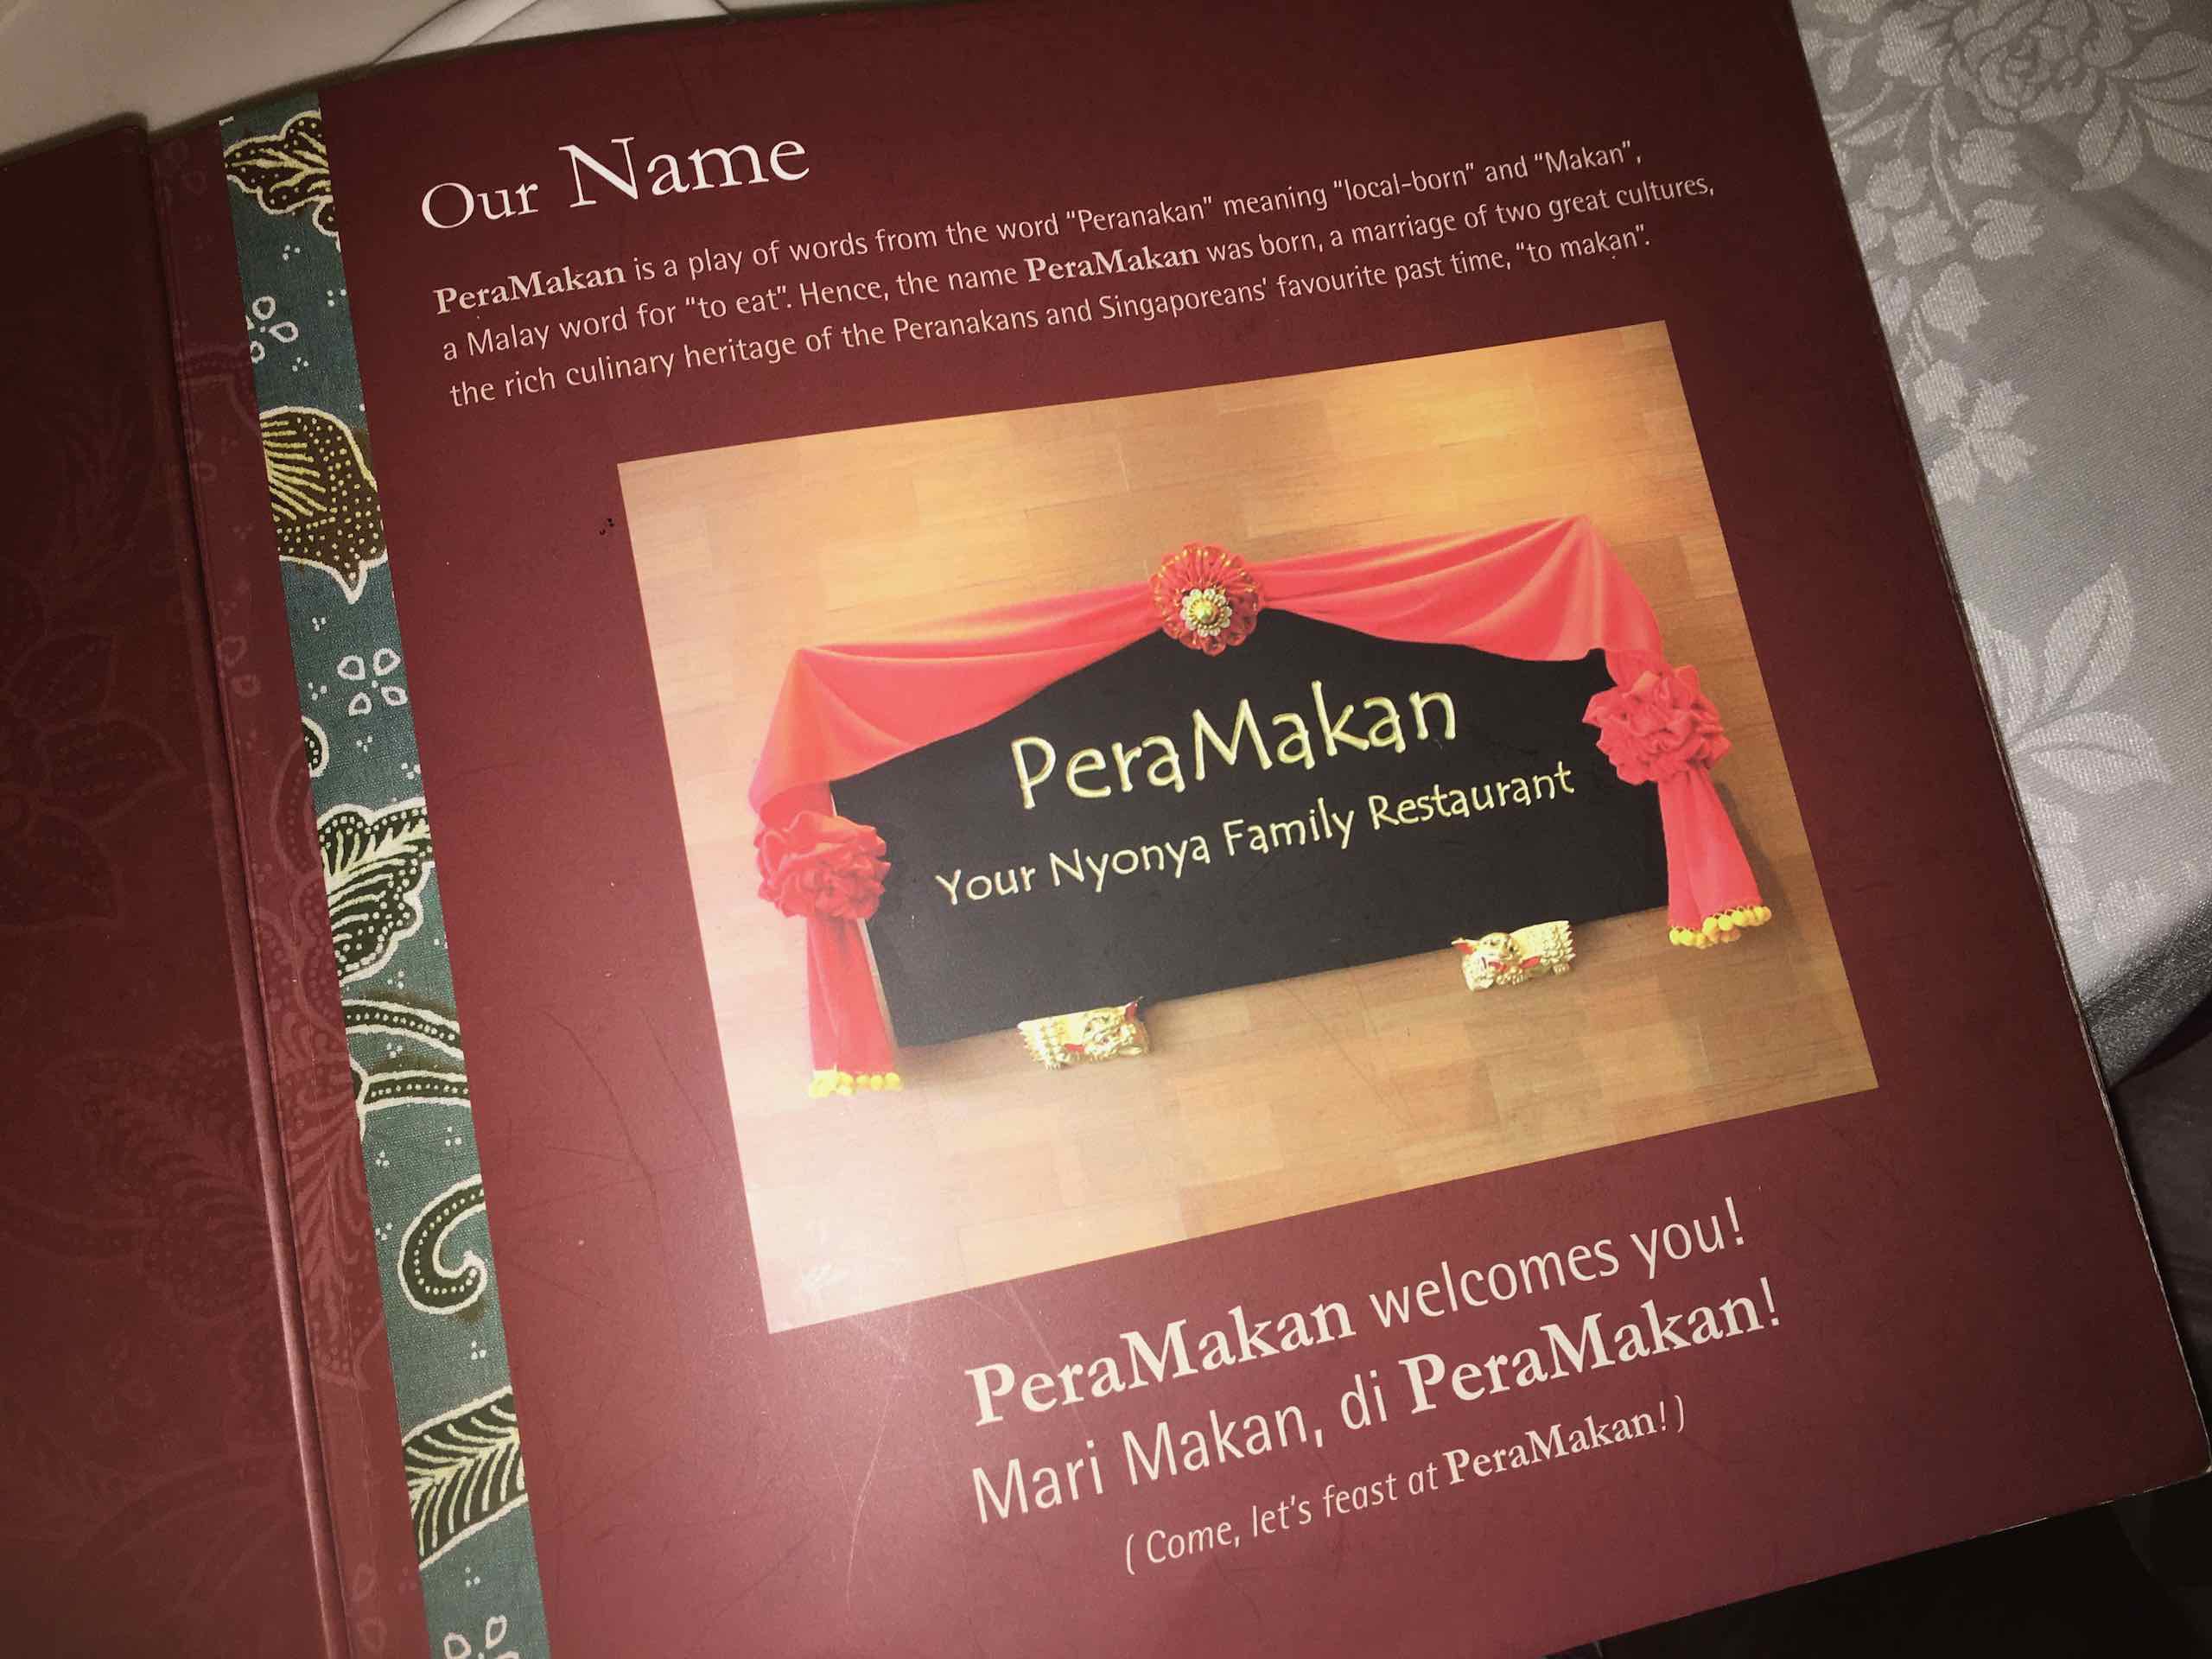 Our Name
PeraMakan is a play of words from the word "Peranakan" meaning "local-born" and "Makan",
a Malay word for "to eat". Hence, the name PeraMakan was born, a marriage of two great cultures,
the rich culinary heritage of the Peranakans and Singaporeans' favourite past time, "to makan".
PeraMakan
Your Nyonya Family Restaurant
PeraMakan welcomes you!
Mari Makan, di PeraMakan!
( Come, let's feast at PeraMakan! )